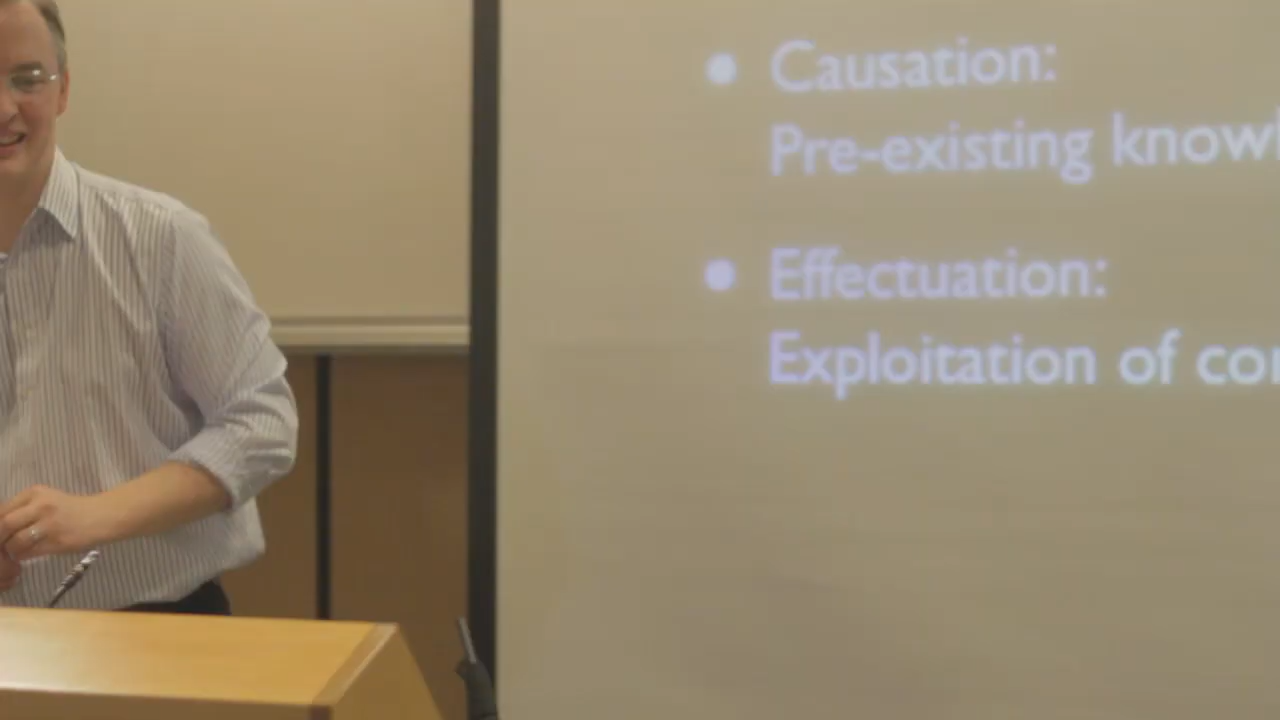 • Causation:
Pre-existing knowl
• Effectuation:
Exploitation of co